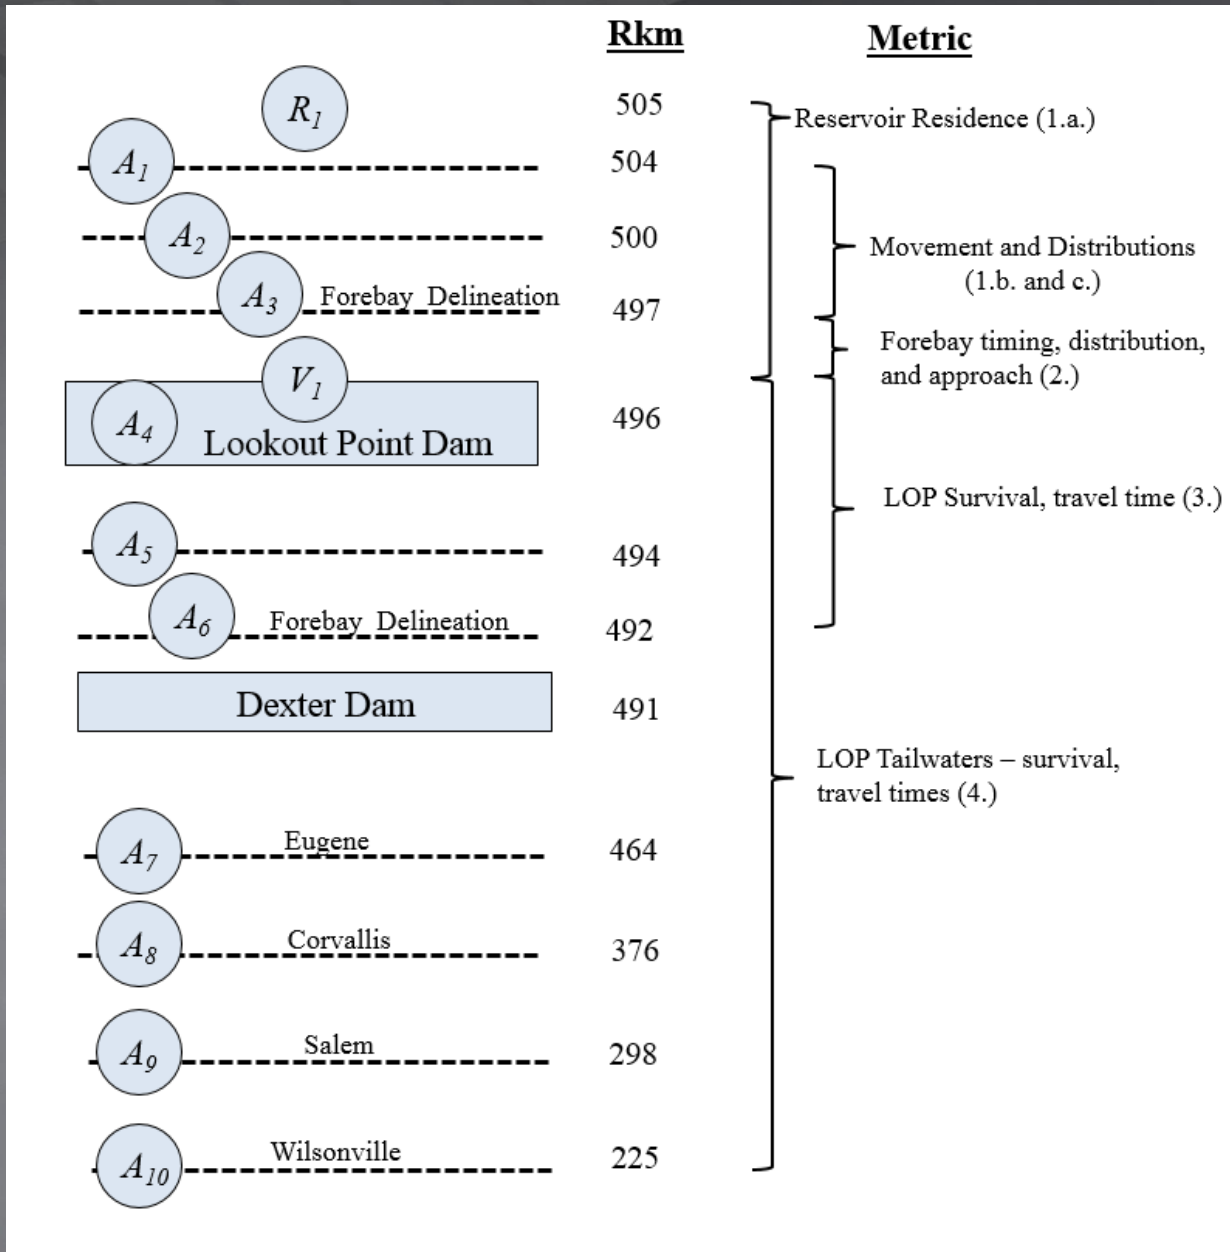 Rkm
Metric
R1
505
Reservoir Residence (1.a.)
A1
504
A2
500
Movement and Distributions
(1.b. and c.)
A3
Forebay Delineation
497
Forebay timing, distribution,
and approach (2.)
V1
A4
Lookout Point Dam
496
LOP Survival, travel time (3.)
A5
494
A6
Forebay Delineation
492
Dexter Dam
491
LOP Tailwaters – survival,
travel times (4.)
A7
Eugene
464
A8
Corvallis
376
A9
Salem
298
A10
Wilsonville
225